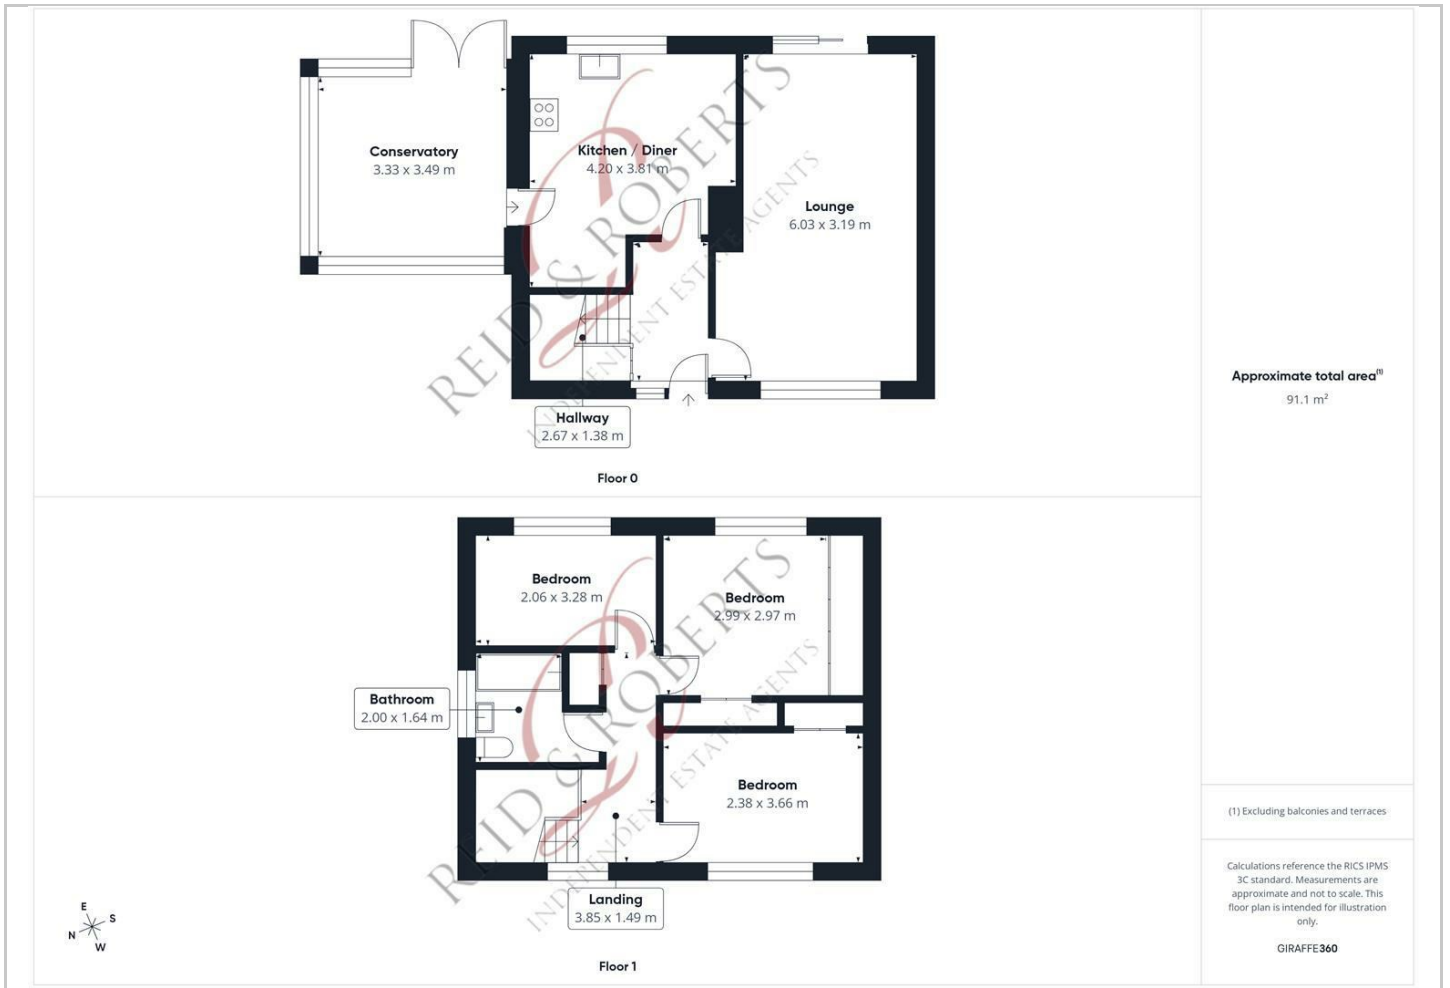 Conservatory
3.33 x 3.49 m
Kitchen / Diner
4.20 x 3.81 m
Lounge
6.03 x 3.19 m
Hallway
2.67 x 1.38 m
Floor 0
REID & ROBERTS
INDEPENDENT ESTATE AGENTS
Approximate total area(1)
91.1 m²
Bedroom
2.06 x 3.28 m
Bedroom
2.99 x 2.97 m
Bathroom
2.00 x 1.64 m
Bedroom
2.38 x 3.66 m
Landing
3.85 x 1.49 m
Floor 1
REID & ROBERTS
INDEPENDENT ESTATE AGENTS
E
S
N
W
(1) Excluding balconies and terraces
Calculations reference the RICS IPMS
3C standard. Measurements are
approximate and not to scale. This
floor plan is intended for illustration
only.
GIRAFFE360